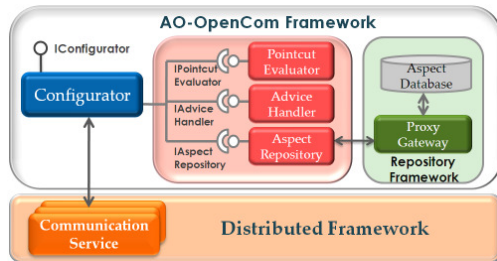 AO-OpenCom Framework
IConfigurator
Configurator
IPointcut
Evaluator
IAdvice
Handler
IAspect
Repository
Pointcut
Evaluator
Advice
Handler
Aspect
Repository
Aspect
Database
Proxy
Gateway
Repository
Framework
Communication
Service
Distributed Framework